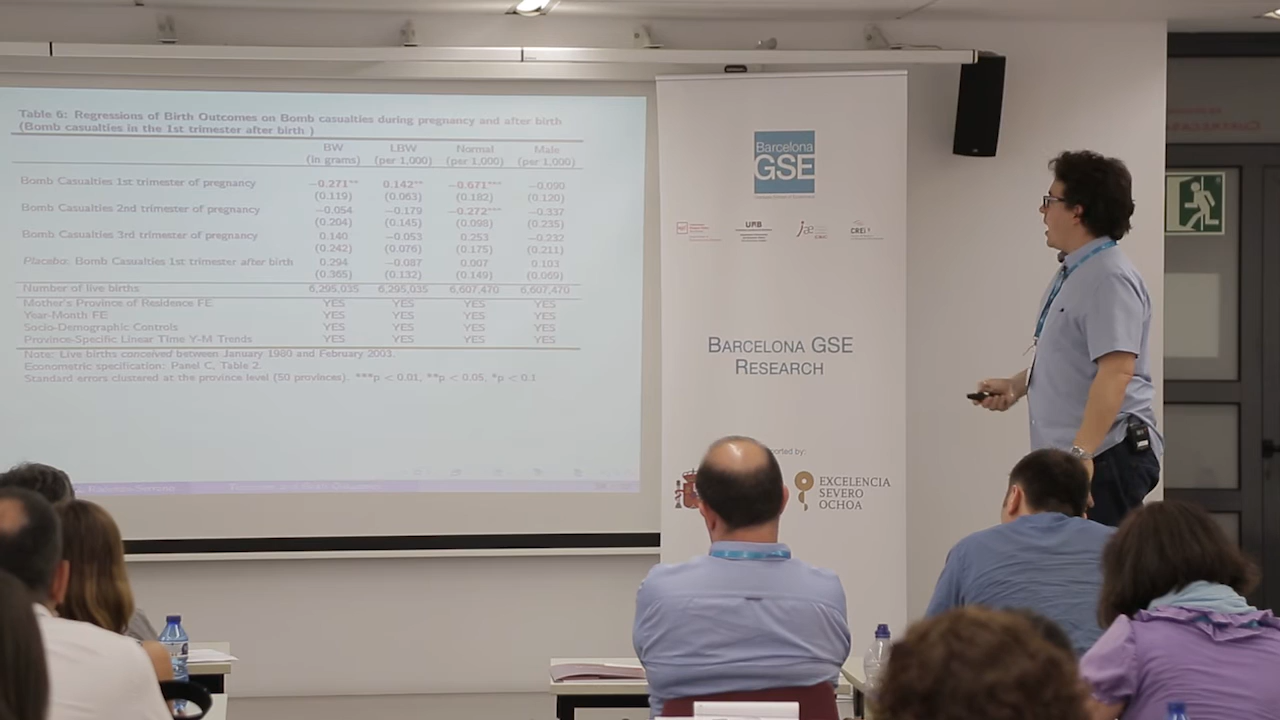 Table 6: Regressions of Birth Outcomes on Bomb casualties during pregnancy and after birth
(Bomb casualties in the 1st trimester after birth )
BW LBW Normal Male
(in grams) (per 1,000) (per 1,000) (per 1,000)
Bomb Casualties 1st trimester of pregnancy −0.271** 0.142** −0.671*** −0.090
(0.119) (0.063) (0.182) (0.120)
Bomb Casualties 2nd trimester of pregnancy −0.054 −0.179 −0.272*** −0.337
(0.204) (0.145) (0.098) (0.235)
Bomb Casualties 3rd trimester of pregnancy 0.140 −0.053 0.253 −0.232
(0.242) (0.076) (0.175) (0.211)
Placebo: Bomb Casualties 1st trimester after birth 0.294 −0.087 0.007 0.103
(0.365) (0.132) (0.149) (0.069)
Number of live births 6,295,035 6,295,035 6,607,470 6,607,470
Mother's Province of Residence FE YES YES YES YES
Year-Month FE YES YES YES YES
Socio-Demographic Controls YES YES YES YES
Province-Specific Linear Time Y-M Trends YES YES YES YES
Note: Live births conceived between January 1980 and February 2003.
Econometric specification: Panel C, Table 2.
Standard errors clustered at the province level (50 provinces). ***p < 0.01, **p < 0.05, *p < 0.1
Barcelona
GSE
UAB
CREi
BARCELONA GSE
RESEARCH
by:
EXCELENCIA
SEVERO
OCHOA